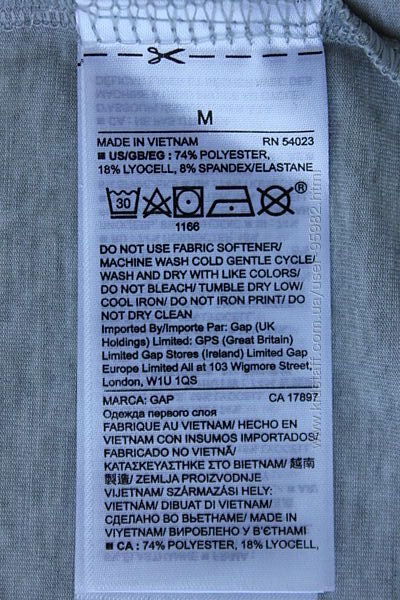 M
MADE IN VIETNAM RN 54023
■ US/GB/EG : 74% POLYESTER,
18% LYOCELL, 8% SPANDEX/ELASTANE
30
®
1166
DO NOT USE FABRIC SOFTENER/
MACHINE WASH COLD GENTLE CYCLE/
WASH AND DRY WITH LIKE COLORS/
DO NOT BLEACH/ TUMBLE DRY LOW/
COOL IRON/ DO NOT IRON PRINT/ DO
NOT DRY CLEAN
Imported By/Importe Par: Gap (UK
Holdings) Limited: GPS (Great Britain)
Limited Gap Stores (Ireland) Limited Gap
Europe Limited All at 103 Wigmore Street,
London, W1U 1QS
MARCA: GAP CA 17897
Одежда первого слоя
FABRIQUE AU VIETNAM/ HECHO EN
VIETNAM CON INSUMOS IMPORTADOS/
FABRICADO NO VIETNÃ/
ΚΑΤΑΣΚΕΥΑΣΤΗΚΕ ΣΤΟ ΒΙΕΤΝΑΜ/ 越南
製造/ ZEMLJA PROIZVODNJE
VIJETNAM/ SZÁRMAZÁSI HELY:
VIETNÁM/ DIBUAT DI VIETNAM/
СДЕЛАНО ВО ВЬЕТНАМЕ/ MADE IN
VIYETNAM/ ВИРОБЛЕНО У В'ЄТНАМІ
■ CA : 74% POLYESTER, 18% LYOCELL,